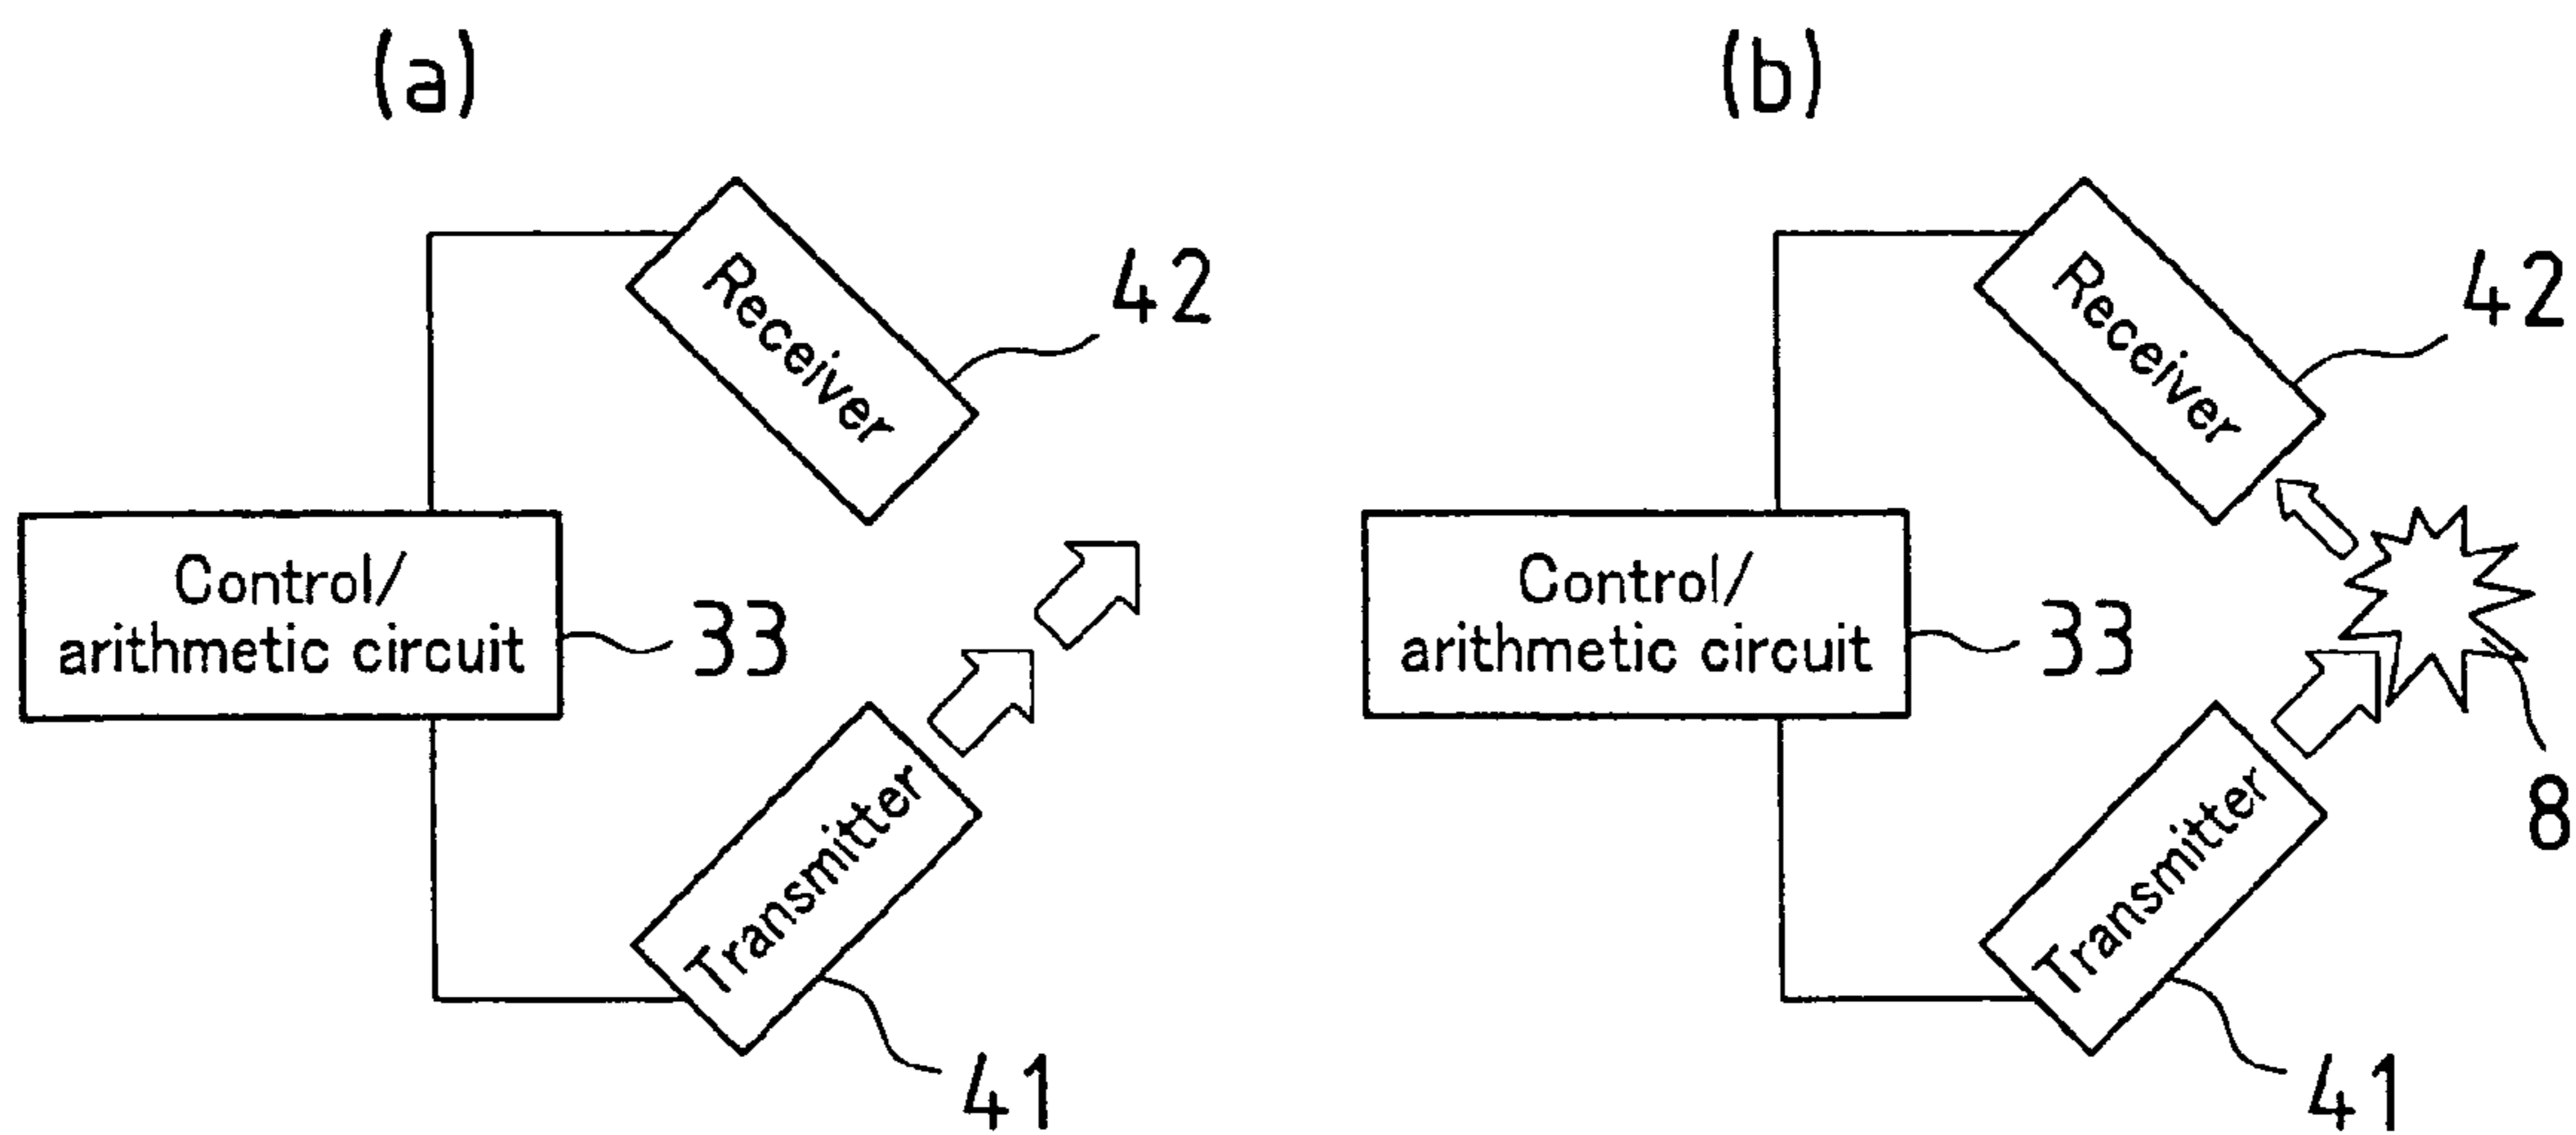 (a)
Receiver
42
Control/
arithmetic circuit
33
Transmitter
41
(b)
Receiver
42
Control/
arithmetic circuit
33
8
Transmitter
41